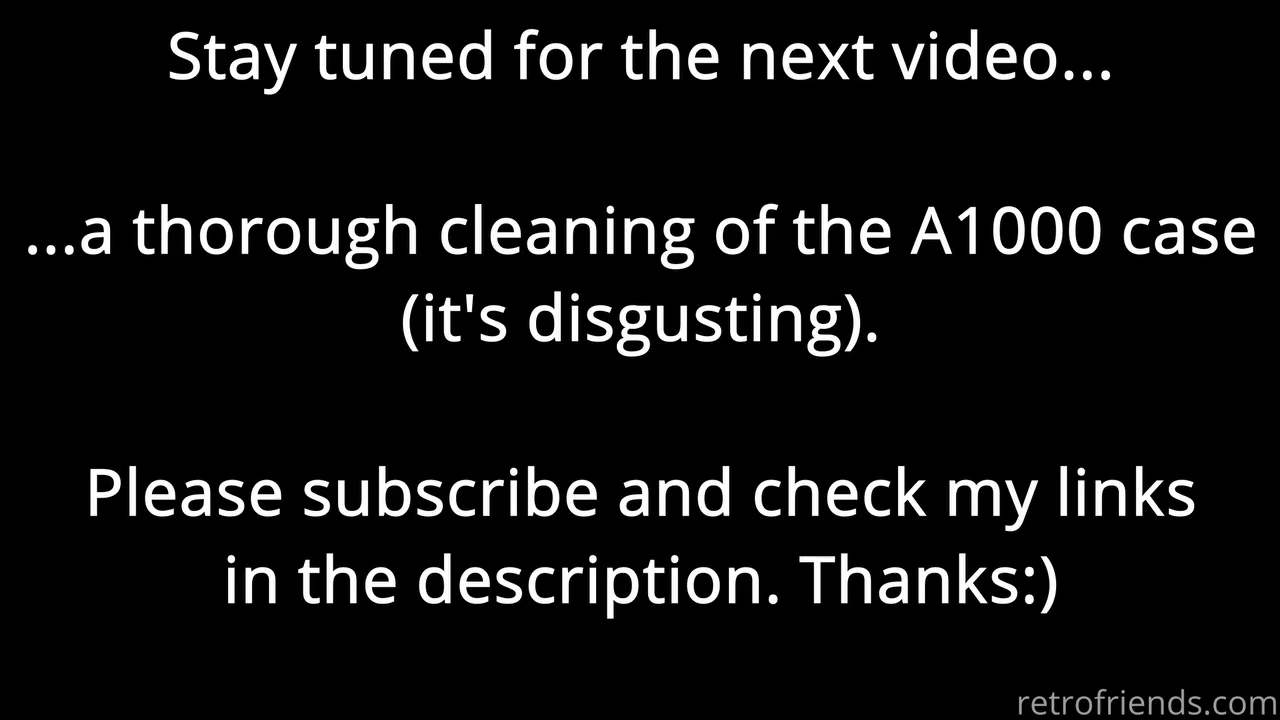 Stay tuned for the next video...
...a thorough cleaning of the A1000 case
(it's disgusting).
Please subscribe and check my links
in the description. Thanks:)
retrofriends.com